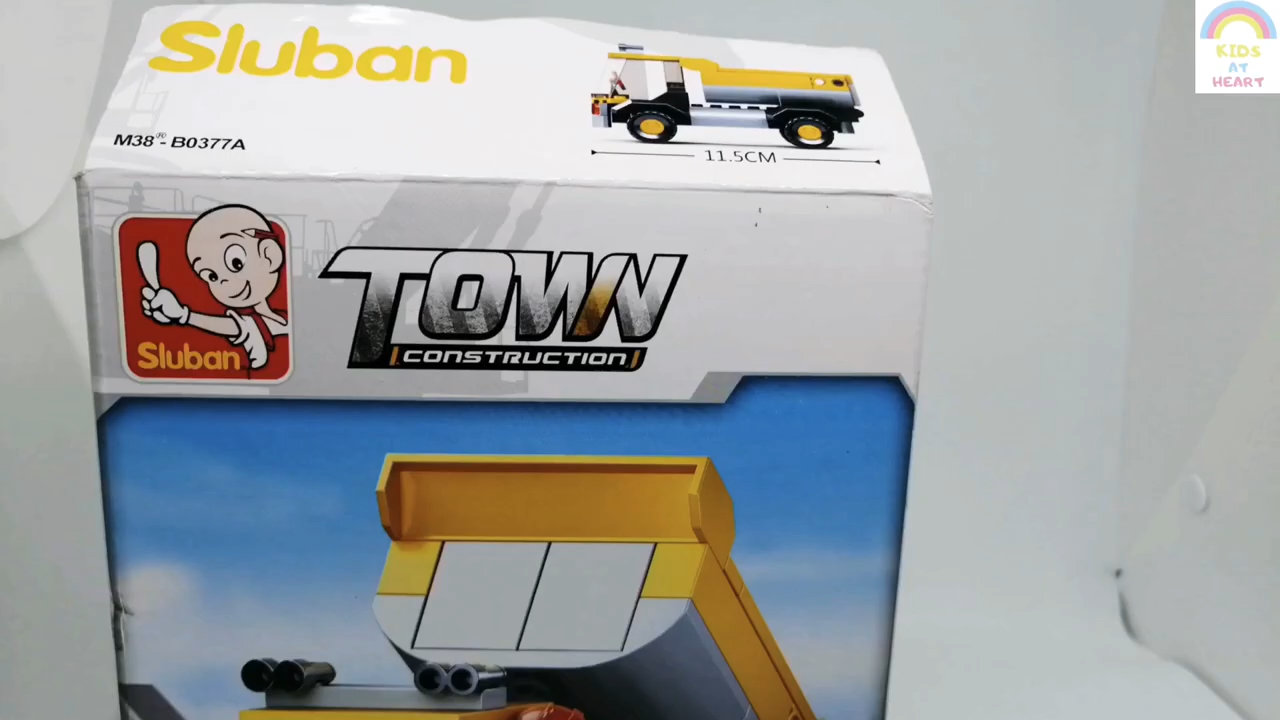 Sluban
M38®-B0377A
11.5CM
Sluban
TOWN
CONSTRUCTION
KIDS
AT
HEART